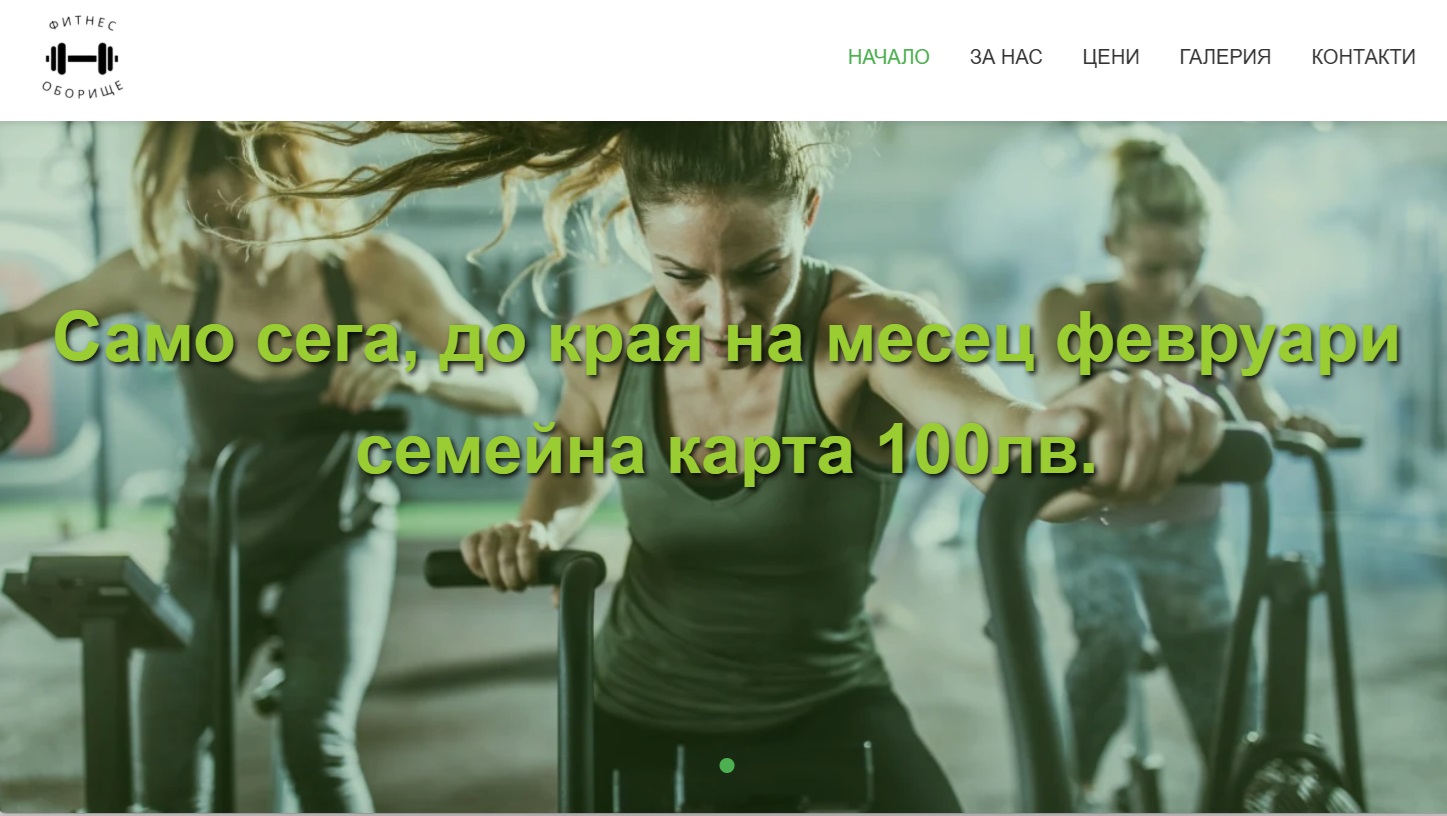 ФИТНЕС
ОБОРИЩЕ
НАЧАЛО ЗА НАС ЦЕНИ ГАЛЕРИЯ КОНТАКТИ
Само сега, до края на месец февруари
семейна карта 100лв.